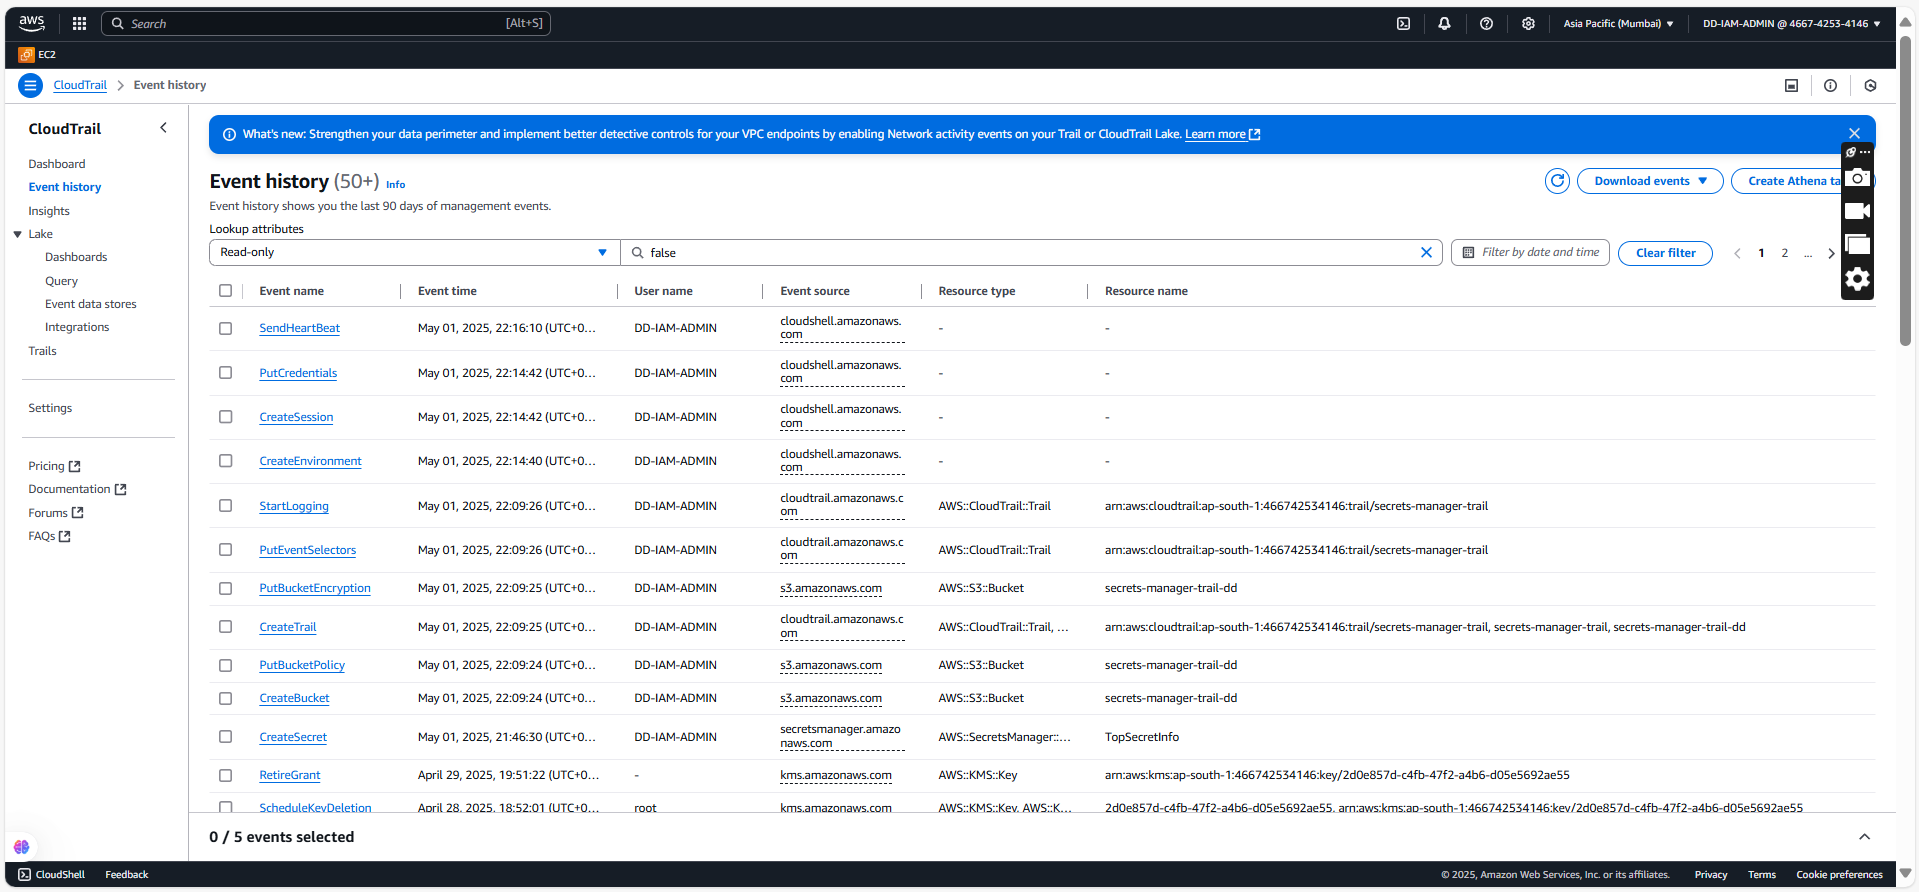 aws
Search [Alt+S]
Asia Pacific (Mumbai)
DD-IAM-ADMIN @ 4667-4253-4146
EC2
CloudTrail > Event history
CloudTrail
Dashboard
Event history
Insights
Lake
Dashboards
Query
Event data stores
Integrations
Trails
Settings
Pricing
Documentation
Forums
FAQs
What's new: Strengthen your data perimeter and implement better detective controls for your VPC endpoints by enabling Network activity events on your Trail or CloudTrail Lake. Learn more
Event history (50+) Info
Download events
Create Athena ta
Event history shows you the last 90 days of management events.
Lookup attributes
Read-only
false
Filter by date and time
Clear filter
1 2 ...
Event name Event time User name Event source Resource type Resource name
SendHeartBeat May 01, 2025, 22:16:10 (UTC+0... DD-IAM-ADMIN cloudshell.amazonaws.
com - -
PutCredentials May 01, 2025, 22:14:42 (UTC+0... DD-IAM-ADMIN cloudshell.amazonaws.
com - -
CreateSession May 01, 2025, 22:14:42 (UTC+0... DD-IAM-ADMIN cloudshell.amazonaws.
com - -
CreateEnvironment May 01, 2025, 22:14:40 (UTC+0... DD-IAM-ADMIN cloudshell.amazonaws.
com - -
StartLogging May 01, 2025, 22:09:26 (UTC+0... DD-IAM-ADMIN cloudtrail.amazonaws.c
om AWS::CloudTrail::Trail arn:aws:cloudtrail:ap-south-1:466742534146:trail/secrets-manager-trail
PutEventSelectors May 01, 2025, 22:09:26 (UTC+0... DD-IAM-ADMIN cloudtrail.amazonaws.c
om AWS::CloudTrail::Trail arn:aws:cloudtrail:ap-south-1:466742534146:trail/secrets-manager-trail
PutBucketEncryption May 01, 2025, 22:09:25 (UTC+0... DD-IAM-ADMIN s3.amazonaws.com AWS::S3::Bucket secrets-manager-trail-dd
CreateTrail May 01, 2025, 22:09:25 (UTC+0... DD-IAM-ADMIN cloudtrail.amazonaws.c
om AWS::CloudTrail::Trail, ... arn:aws:cloudtrail:ap-south-1:466742534146:trail/secrets-manager-trail, secrets-manager-trail, secrets-manager-trail-dd
PutBucketPolicy May 01, 2025, 22:09:24 (UTC+0... DD-IAM-ADMIN s3.amazonaws.com AWS::S3::Bucket secrets-manager-trail-dd
CreateBucket May 01, 2025, 22:09:24 (UTC+0... DD-IAM-ADMIN s3.amazonaws.com AWS::S3::Bucket secrets-manager-trail-dd
CreateSecret May 01, 2025, 21:46:30 (UTC+0... DD-IAM-ADMIN secretsmanager.amazo
naws.com AWS::SecretsManager::... TopSecretInfo
RetireGrant April 29, 2025, 19:51:22 (UTC+0... - kms.amazonaws.com AWS::KMS::Key arn:aws:kms:ap-south-1:466742534146:key/2d0e857d-c4fb-47f2-a4b6-d05e5692ae55
ScheduleKeyDeletion April 28, 2025, 18:52:01 (UTC+0... root kms.amazonaws.com AWS::KMS::Key, AWS::K... 2d0e857d-c4fb-47f2-a4b6-d05e5692ae55, arn:aws:kms:ap-south-1:466742534146:key/2d0e857d-c4fb-47f2-a4b6-d05e5692ae55
0 / 5 events selected
CloudShell Feedback
© 2025, Amazon Web Services, Inc. or its affiliates. Privacy Terms Cookie preferences